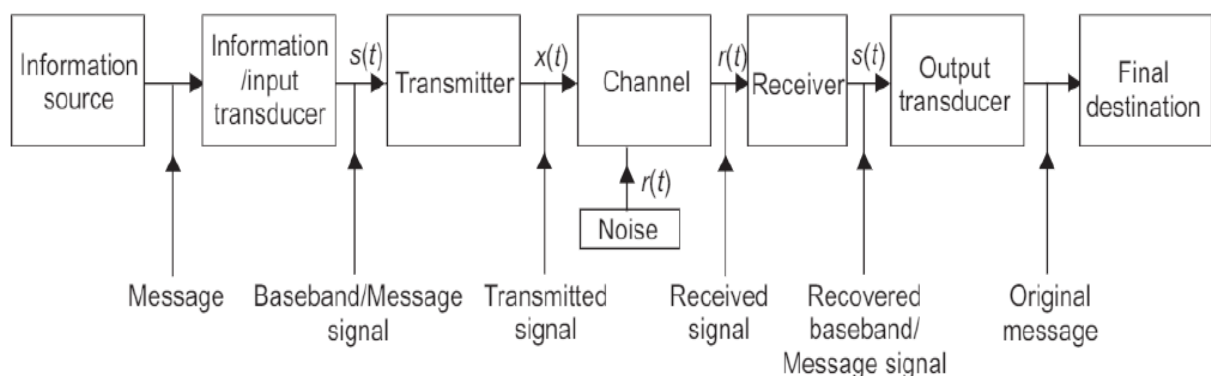 Information
source
Information
/input
transducer
s(t)
Transmitter
x(t)
Channel
r(t)
Receiver
s(t)
Output
transducer
Final
destination
r(t)
Noise
Message
Baseband/Message
signal
Transmitted
signal
Received
signal
Recovered
baseband/
Message signal
Original
message